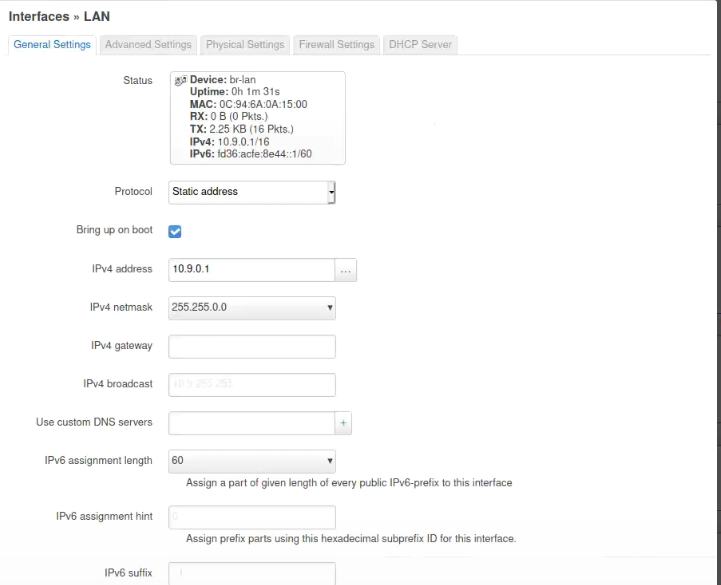 Interfaces » LAN
General Settings
Advanced Settings
Physical Settings
Firewall Settings
DHCP Server
Status
Device: br-lan
Uptime: 0h 1m 31s
MAC: 0C:94:6A:0A:15:00
RX: 0 B (0 Pkts.)
TX: 2.25 KB (16 Pkts.)
IPv4: 10.9.0.1/16
IPv6: fd36:acfe:8e44::1/60
Protocol
Static address
Bring up on boot
IPv4 address
10.9.0.1
...
IPv4 netmask
255.255.0.0
IPv4 gateway
IPv4 broadcast
10.9.255.255
Use custom DNS servers
+
IPv6 assignment length
60
Assign a part of given length of every public IPv6-prefix to this interface
IPv6 assignment hint
0
Assign prefix parts using this hexadecimal subprefix ID for this interface.
IPv6 suffix